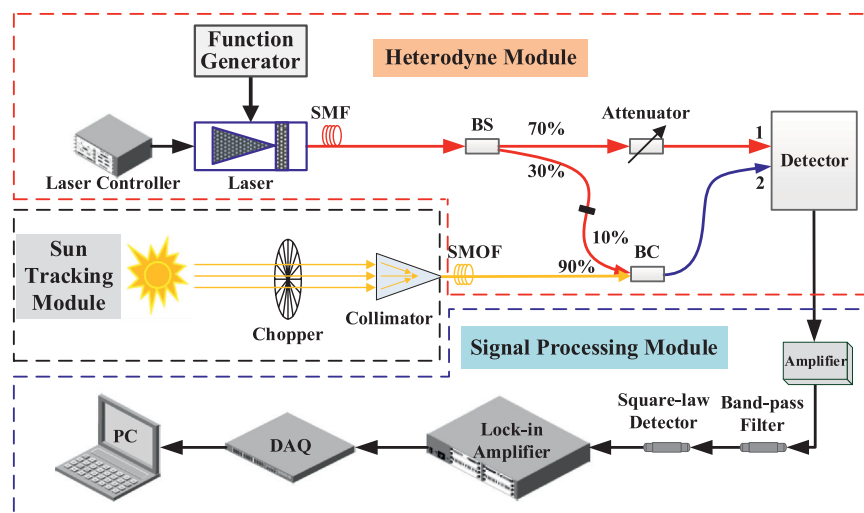 Function
Generator
Heterodyne Module
SMF
BS
70%
Attenuator
1
Detector
2
Laser Controller
Laser
30%
10%
BC
SMOF
90%
Sun
Tracking
Module
Chopper
Collimator
Signal Processing Module
Amplifier
Square-law
Detector
Band-pass
Filter
Lock-in
Amplifier
DAQ
PC